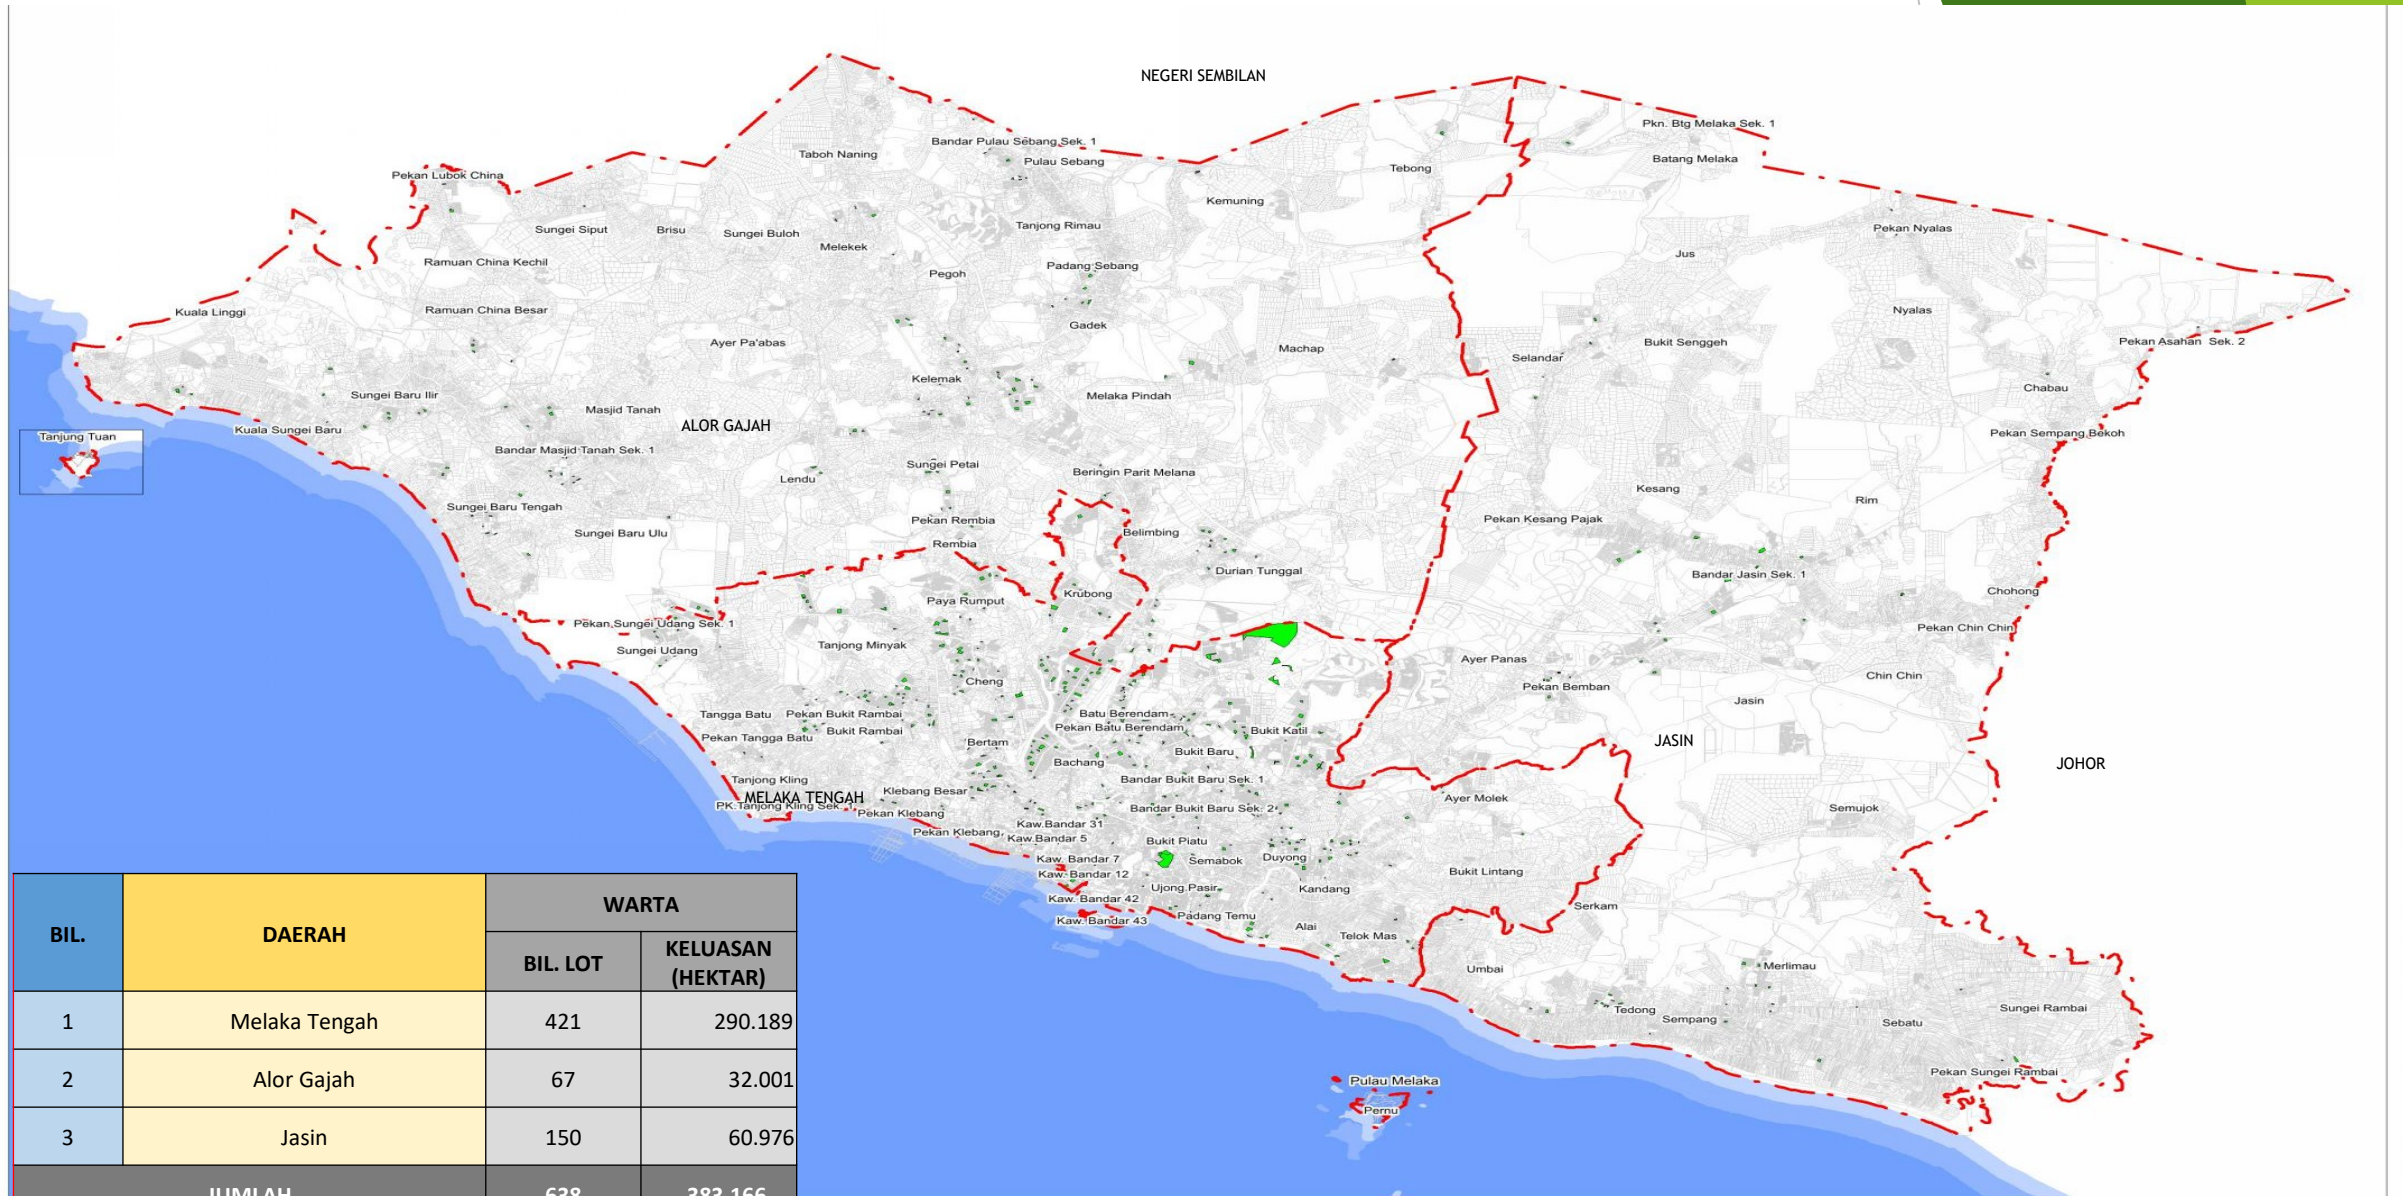 NEGERI SEMBILAN
Pkn. Btg Melaka Sek. 1
Bandar Pulau Sebang Sek. 1
Taboh Naning
Pulau Sebang
Batang Melaka
Tebong
Pekan Lubok China
Kemuning
Sungei Siput
Brisu
Sungei Buloh
Tanjong Rimau
Pekan Nyalas
Melekek
Jus
Ramuan China Kechil
Padang Sebang
Pegoh
Kuala Linggi
Ramuan China Besar
Nyalas
Gadek
Ayer Pa'abas
Machap
Bukit Senggeh
Pekan Asahan Sek. 2
Selandar
Kelemak
Chabau
Sungei Baru Ilir
Melaka Pindah
Masjid Tanah
ALOR GAJAH
Kuala Sungei Baru
Pekan Sempang Bekoh
Tanjung Tuan
Bandar Masjid Tanah Sek. 1
Sungei Petai
Beringin Parit Melana
Lendu
Kesang
Rim
Sungei Baru Tengah
Pekan Rembia
Pekan Kesang Pajak
Sungei Baru Ulu
Belimbing
Rembia
Durian Tunggal
Bandar Jasin Sek. 1
Krubong
Chohong
Paya Rumput
Pekan Sungei Udang Sek. 1
Pekan Chin Chin
Tanjong Minyak
Sungei Udang
Ayer Panas
Chin Chin
Cheng
Pekan Bemban
Jasin
Tangga Batu
Pekan Bukit Rambai
Batu Berendam
Pekan Batu Berendam
Bukit Rambai
Bukit Katil
Pekan Tangga Batu
Bertam
JASIN
Bukit Baru
Bachang
JOHOR
Tanjong Kling
Bandar Bukit Baru Sek. 1
Klebang Besar
MELAKA TENGAH
Ayer Molek
PK.Tanjong Kling Sek. 1
Bandar Bukit Baru Sek. 2
Semujok
Pekan Klebang
Kaw.Bandar 31
Pekan Klebang
Kaw.Bandar 5
Bukit Piatu
Kaw. Bandar 7
Semabok
Duyong
Kaw. Bandar 12
Bukit Lintang
Ujong Pasir
Kandang
Kaw. Bandar 42
Serkam
Kaw. Bandar 43
Padang Temu
Alai
Telok Mas
Umbai
Merlimau
Tedong
Sempang
Sungei Rambai
Sebatu
Pekan Sungei Rambai
Pulau Melaka
Pernu
BIL. DAERAH WARTA
BIL. LOT KELUASAN
(HEKTAR)
1 Melaka Tengah 421 290.189
2 Alor Gajah 67 32.001
3 Jasin 150 60.976
JUMLAH 638 383.166